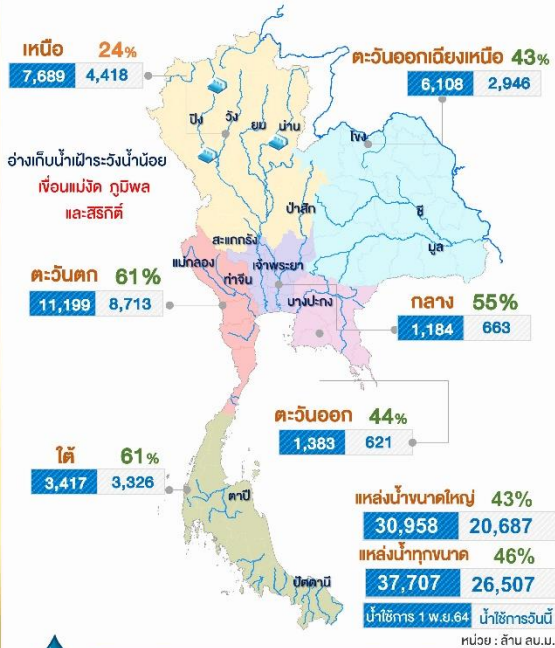 เหนือ 24%
7,689 4,418
ตะวันออกเฉียงเหนือ 43%
6,108 2,946
ปิง วัง ยม น่าน
โขง
อ่างเก็บน้ำเฝ้าระวังน้ำน้อย
เขื่อนแม่งัด ภูมิพล
และสิริกิติ์
ป่าสัก
ชี
มูล
สะแกกรัง
แม่กลอง
ท่าจีน
เจ้าพระยา
บางปะกง
ตะวันตก 61%
11,199 8,713
กลาง 55%
1,184 663
ตะวันออก 44%
1,383 621
ใต้ 61%
3,417 3,326
ตาปี
ปัตตานี
แหล่งน้ำขนาดใหญ่ 43%
30,958 20,687
แหล่งน้ำทุกขนาด 46%
37,707 26,507
น้ำใช้การ 1 พ.ย.64 น้ำใช้การวันนี้
หน่วย : ล้าน ลบ.ม.